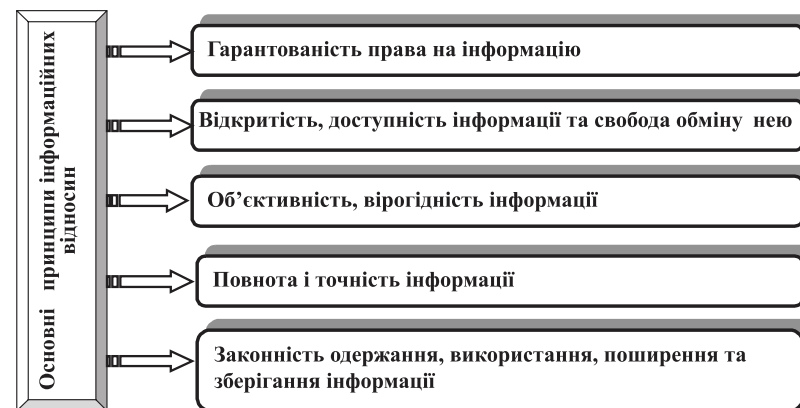 Основні принципи інформаційних
відносин
Гарантованість права на інформацію
Відкритість, доступність інформації та свобода обміну нею
Об’єктивність, вірогідність інформації
Повнота і точність інформації
Законність одержання, використання, поширення та
зберігання інформації